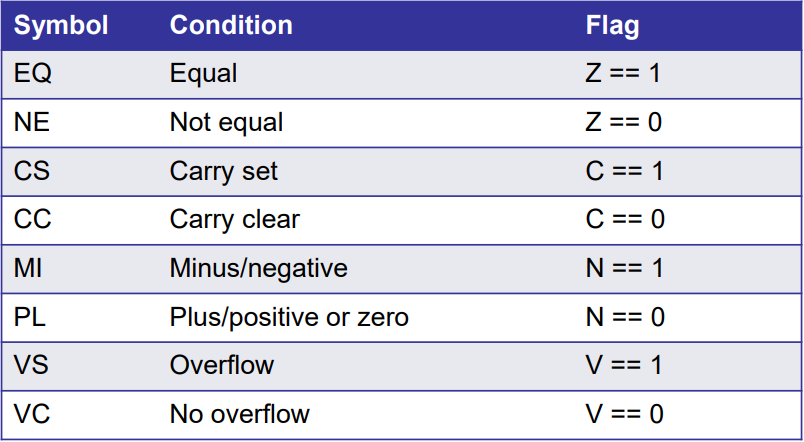 Symbol Condition Flag
EQ Equal Z == 1
NE Not equal Z == 0
CS Carry set C == 1
CC Carry clear C == 0
MI Minus/negative N == 1
PL Plus/positive or zero N == 0
VS Overflow V == 1
VC No overflow V == 0